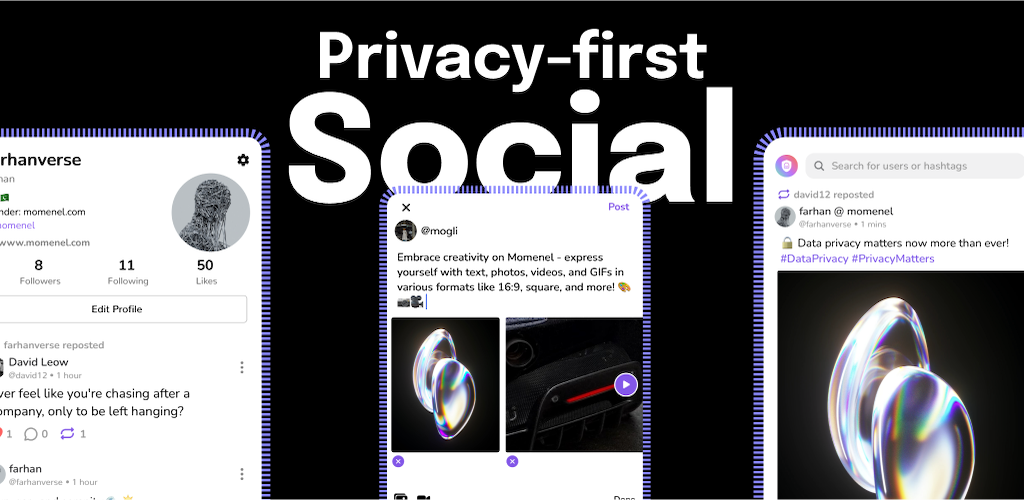 Privacy-first
Social
rhanverse
nder: momenel.com
momenel
www.momenel.com
8
11
50
Followers
Following
Likes
Edit Profile
farhanverse reposted
David Leow
@david12 • 1 hour
ver feel like you're chasing after a
ompany, only to be left hanging?
1
0
1
farhan
@farhanverse • 1 hour
Post
@mogli
Embrace creativity on Momenel - express
yourself with text, photos, videos, and GIFs in
various formats like 16:9, square, and more! 🎨
📷🎥
Done
Search for users or hashtags
david12 reposted
farhan @ momenel
@farhanverse • 1 mins
🔒 Data privacy matters now more than ever!
#DataPrivacy #PrivacyMatters